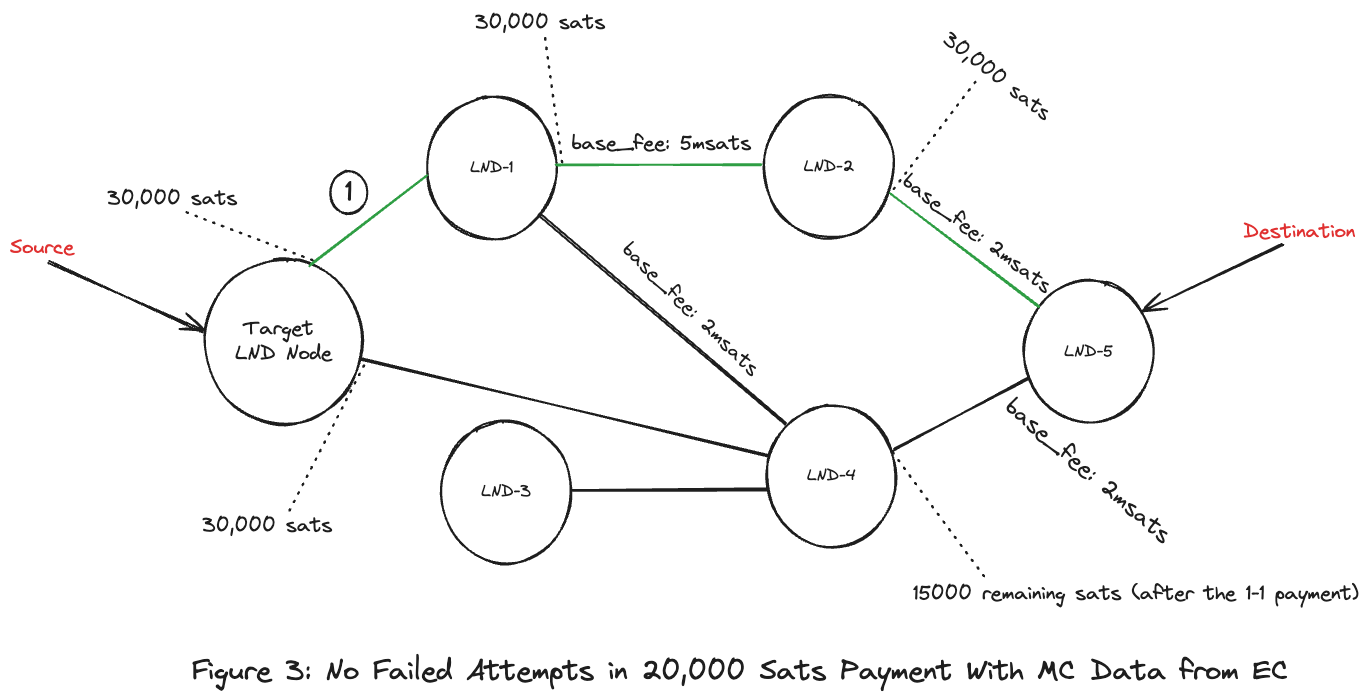 30,000 sats
30,000 sats
base_fee: 5msats
LND-1
LND-2
1
30,000 sats
base_fee: 2msats
Source
Destination
base_fee: 2msats
Target
LND Node
LND-5
base_fee: 2msats
LND-3
LND-4
30,000 sats
15000 remaining sats (after the 1-1 payment)
Figure 3: No Failed Attempts in 20,000 Sats Payment With MC Data from EC